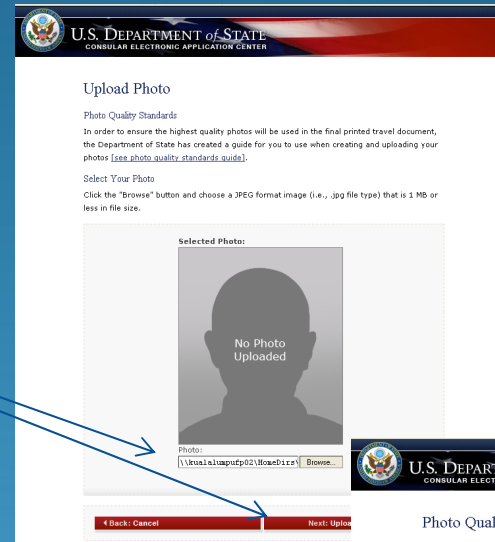 U.S. DEPARTMENT of STATE
CONSULAR ELECTRONIC APPLICATION CENTER
Upload Photo
Photo Quality Standards
In order to ensure the highest quality photos will be used in the final printed travel document,
the Department of State has created a guide for you to use when creating and uploading your
photos [see photo quality standards guide].
Select Your Photo
Click the "Browse" button and choose a JPEG format image (i.e., .jpg file type) that is 1 MB or
less in file size.
Selected Photo:
No Photo
Uploaded
Photo:
\\kualalumpufp02\HomeDirs\ Browse...
Back: Cancel
Next: Uploa
U.S. DEPAR
CONSULAR ELECT
Photo Qual